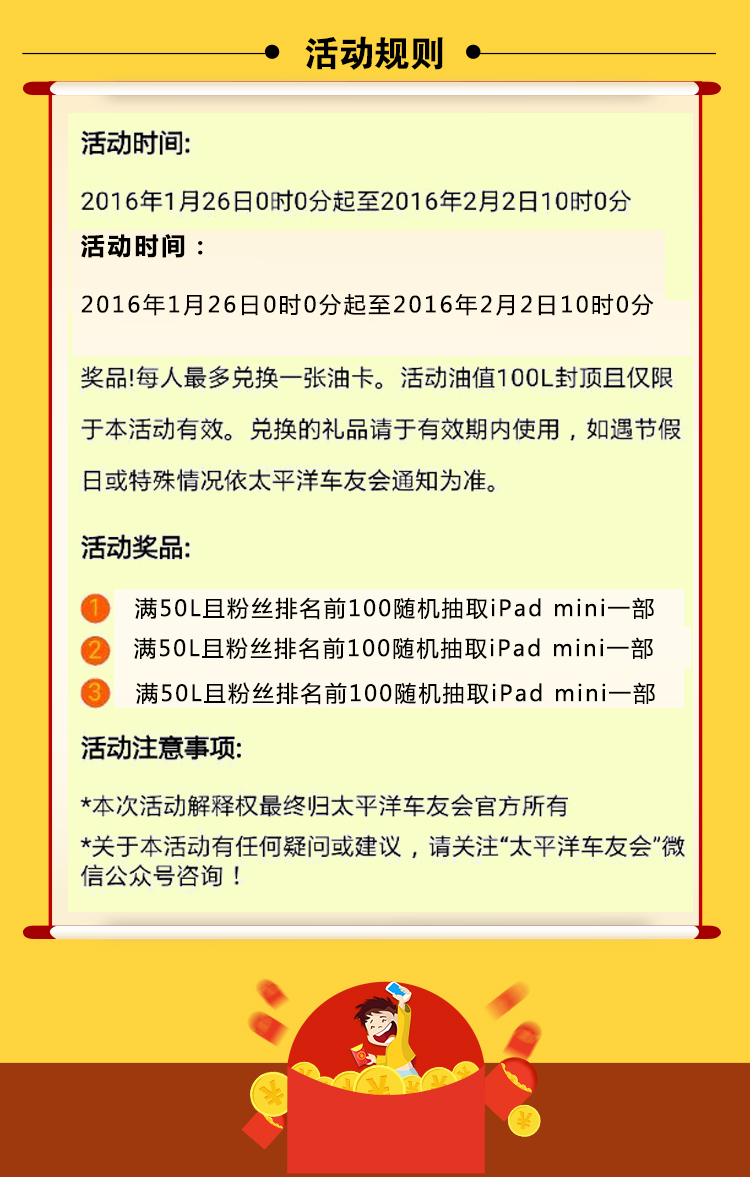 活动规则
活动时间:
2016年1月26日0时0分起至2016年2月2日10时0分
活动时间：
2016年1月26日0时0分起至2016年2月2日10时0分
奖品!每人最多兑换一张油卡。活动油值100L封顶且仅限
于本活动有效。兑换的礼品请于有效期内使用，如遇节假
日或特殊情况依太平洋车友会通知为准。
活动奖品:
1 满50L且粉丝排名前100随机抽取iPad mini一部
2 满50L且粉丝排名前100随机抽取iPad mini一部
3 满50L且粉丝排名前100随机抽取iPad mini一部
活动注意事项:
*本次活动解释权最终归太平洋车友会官方所有
*关于本活动有任何疑问或建议，请关注“太平洋车友会”微
信公众号咨询！